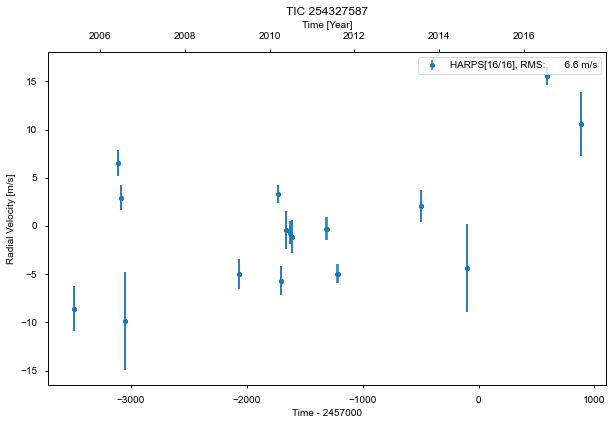 TIC 254327587
Time [Year]
2006 2008 2010 2012 2014 2016
HARPS[16/16], RMS: 6.6 m/s
Radial Velocity [m/s]
15
10
5
0
−5
−10
−15
−3000 −2000 −1000 0 1000
Time - 2457000